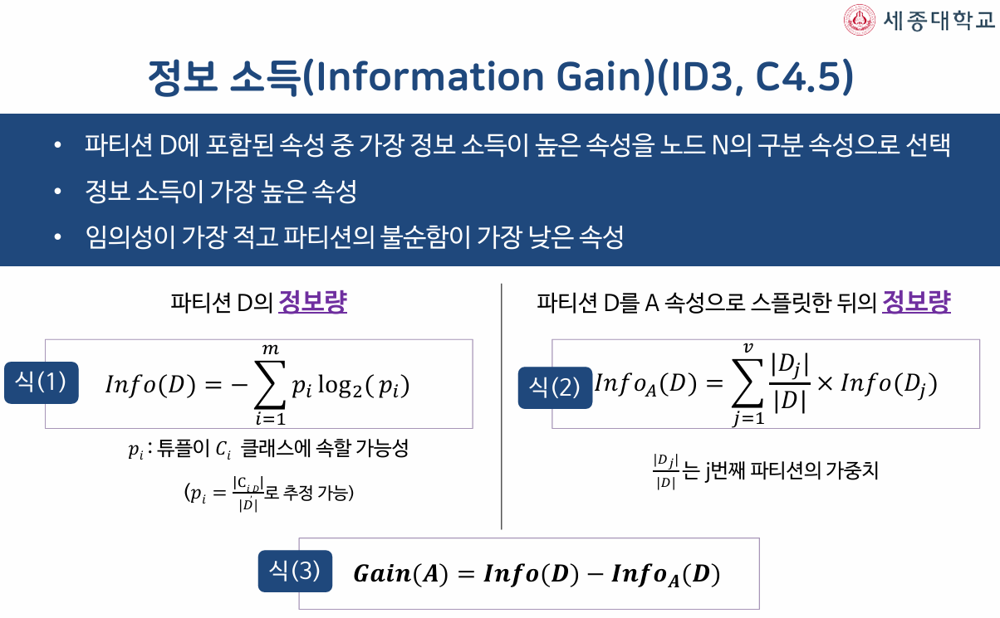 세종대학교
정보 소득(Information Gain)(ID3, C4.5)
• 파티션 D에 포함된 속성 중 가장 정보 소득이 높은 속성을 노드 N의 구분 속성으로 선택
• 정보 소득이 가장 높은 속성
• 임의성이 가장 적고 파티션의 불순함이 가장 낮은 속성
파티션 D의 정보량
식(1) Info(D) = −∑_{i=1}^{m} p_i log₂( p_i)
p_i : 튜플이 C_i 클래스에 속할 가능성
(p_i = |C_{i,D}| / |D| 로 추정 가능)
파티션 D를 A 속성으로 스플릿한 뒤의 정보량
식(2) Info_A(D) = ∑_{j=1}^{v} |D_j| / |D| × Info(D_j)
|D_j| / |D| 는 j번째 파티션의 가중치
식(3) Gain(A) = Info(D) − Info_A(D)